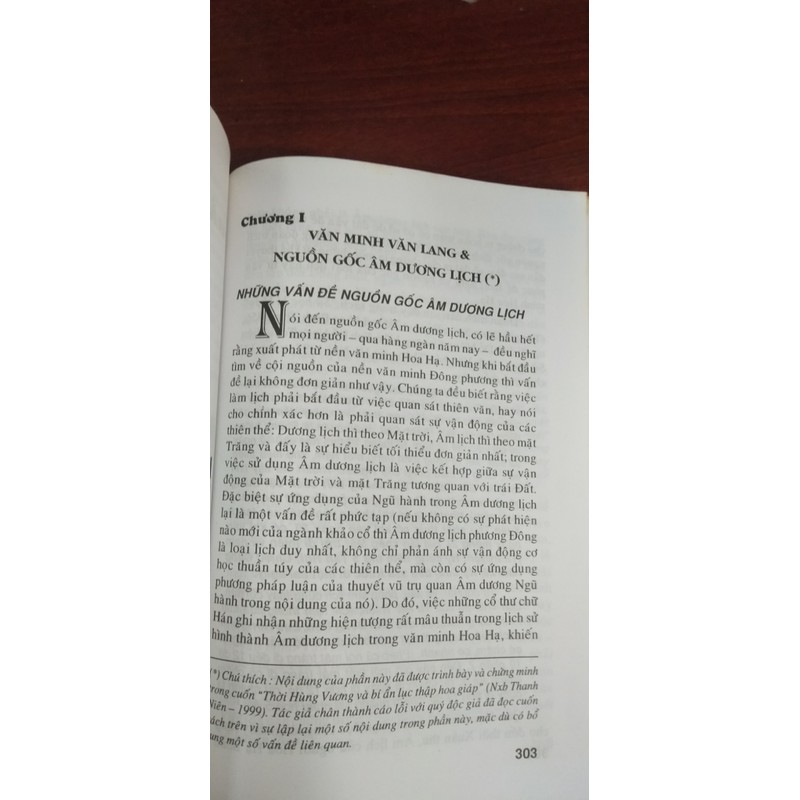 Chương I
VĂN MINH VĂN LANG &
NGUỒN GỐC ÂM DƯƠNG LỊCH (*)
NHỮNG VẤN ĐỀ NGUỒN GỐC ÂM DƯƠNG LỊCH
Nói đến nguồn gốc Âm dương lịch, có lẽ hầu hết
mọi người – qua hàng ngàn năm nay – đều nghĩ
rằng xuất phát từ nền văn minh Hoa Hạ. Nhưng khi bắt đầu
tìm về cội nguồn của nền văn minh Đông phương thì vấn
đề lại không đơn giản như vậy. Chúng ta đều biết rằng việc
làm lịch phải bắt đầu từ việc quan sát thiên văn, hay nói
cho chính xác hơn là phải quan sát sự vận động của các
thiên thể: Dương lịch thì theo Mặt trời, Âm lịch thì theo mặt
Trăng và đấy là sự hiểu biết tối thiểu đơn giản nhất; trong
việc sử dụng Âm dương lịch là việc kết hợp giữa sự vận
động của Mặt trời và mặt Trăng tương quan với trái Đất.
Đặc biệt sự ứng dụng của Ngũ hành trong Âm dương lịch
lại là một vấn đề rất phức tạp (nếu không có sự phát hiện
nào mới của ngành khảo cổ thì Âm dương lịch phương Đông
là loại lịch duy nhất, không chỉ phản ánh sự vận động cơ
học thuần túy của các thiên thể, mà còn có sự ứng dụng
phương pháp luận của thuyết vũ trụ quan Âm dương Ngũ
hành trong nội dung của nó). Do đó, việc những cổ thư chữ
Hán ghi nhận những hiện tượng rất mâu thuẫn trong lịch sử
hình thành Âm dương lịch trong văn minh Hoa Hạ, khiến
(*) Chú thích : Nội dung của phần này đã được trình bày và chứng minh
trong cuốn "Thời Hùng Vương và bí ẩn lục thập hoa giáp" (Nxb Thanh
Niên – 1999). Tác giả chân thành cáo lỗi với quý độc giả đã đọc cuốn
sách trên vì sự lặp lại một số nội dung trong phần này, mặc dù có bổ
sung một số vấn đề liên quan.
303